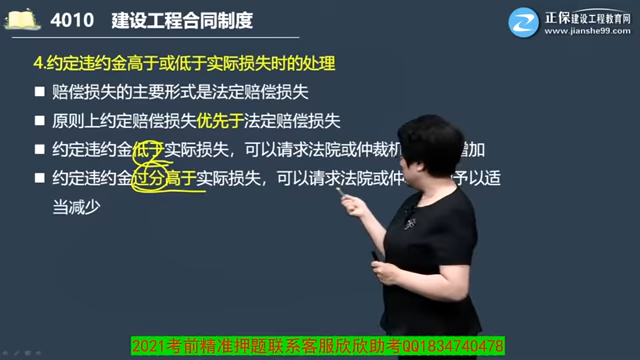 4010 建设工程合同制度
正保建设工程教育网
www.jianshe99.com
4.约定违约金高于或低于实际损失时的处理
赔偿损失的主要形式是法定赔偿损失
原则上约定赔偿损失优先于法定赔偿损失
约定违约金低于实际损失，可以请求法院或仲裁机 增加
约定违约金过分高于实际损失，可以请求法院或仲 予以适
当减少
2021考前精准押题联系客服欣欣助考QQ1834740478